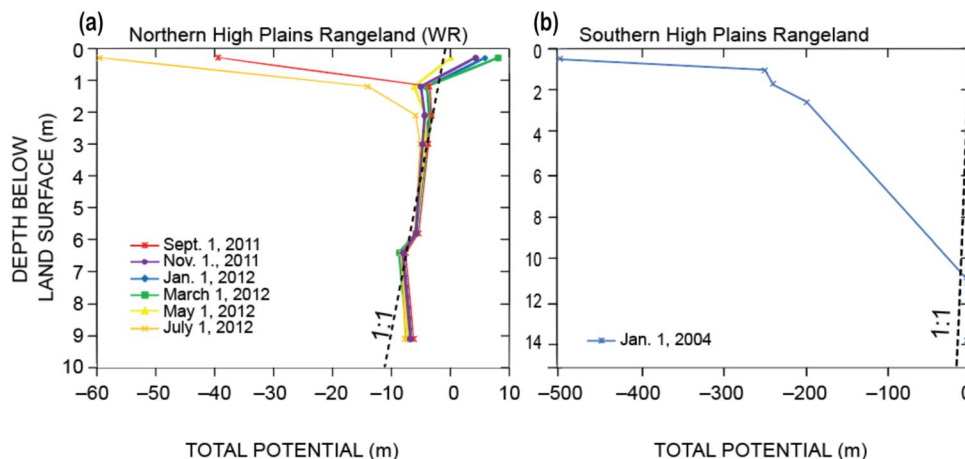 (a)
Northern High Plains Rangeland (WR)
0
1
2
3
4
5
6
7
8
9
10
DEPTH BELOW
LAND SURFACE (m)
Sept. 1, 2011
Nov. 1., 2011
Jan. 1, 2012
March 1, 2012
May 1, 2012
July 1, 2012
1:1
–60
–50
–40
–30
–20
–10
0
10
TOTAL POTENTIAL (m)
(b)
Southern High Plains Rangeland
0
2
4
6
8
10
12
14
Jan. 1, 2004
1:1
–500
–400
–300
–200
–100
0
TOTAL POTENTIAL (m)